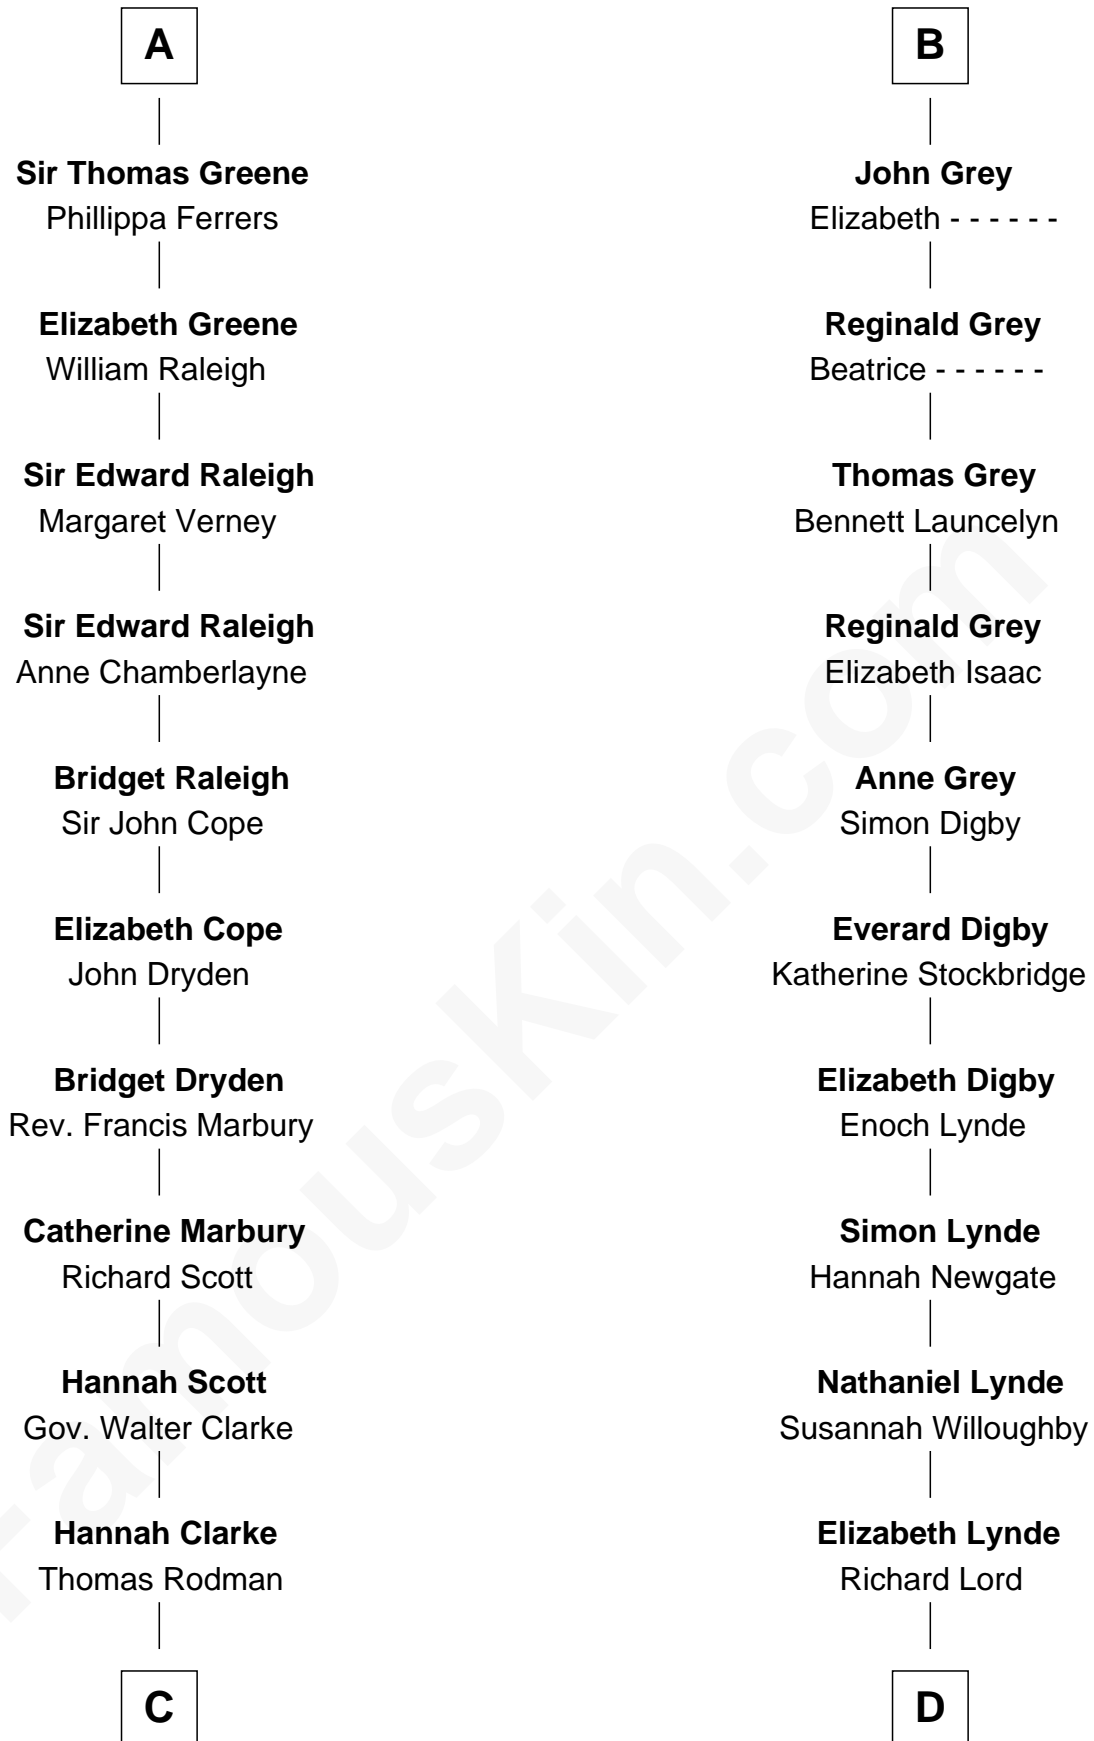 A
Sir Thomas Greene
Phillippa Ferrers
Elizabeth Greene
William Raleigh
Sir Edward Raleigh
Margaret Verney
Sir Edward Raleigh
Anne Chamberlayne
Bridget Raleigh
Sir John Cope
Elizabeth Cope
John Dryden
Bridget Dryden
Rev. Francis Marbury
Catherine Marbury
Richard Scott
Hannah Scott
Gov. Walter Clarke
Hannah Clarke
Thomas Rodman
C
B
John Grey
Elizabeth - - - - - -
Reginald Grey
Beatrice - - - - - -
Thomas Grey
Bennett Launcelyn
Reginald Grey
Elizabeth Isaac
Anne Grey
Simon Digby
Everard Digby
Katherine Stockbridge
Elizabeth Digby
Enoch Lynde
Simon Lynde
Hannah Newgate
Nathaniel Lynde
Susannah Willoughby
Elizabeth Lynde
Richard Lord
D
FamousKin.com